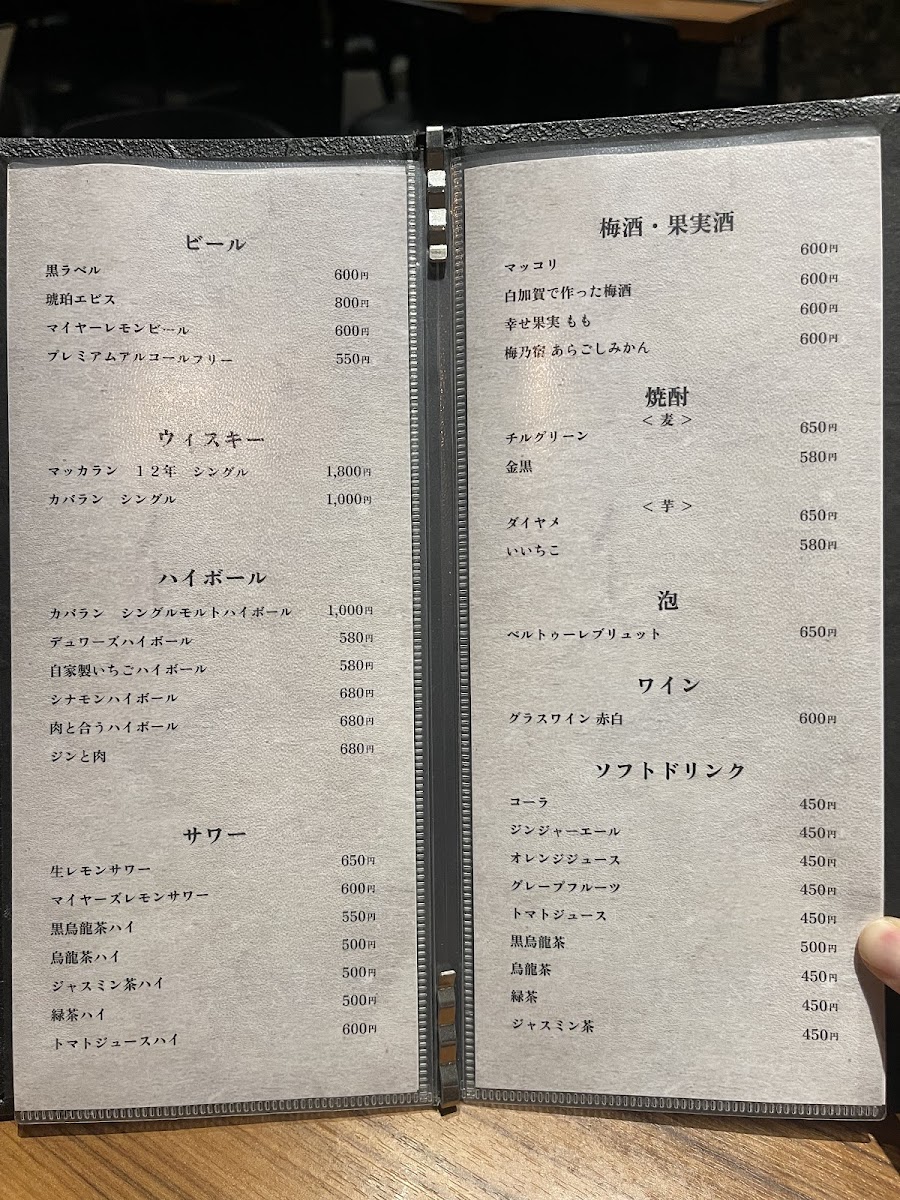 ビール
黒ラベル 600円
琥珀エビス 800円
マイヤーレモンビール 600円
プレミアムアルコールフリー 550円
ウィスキー
マッカラン　１２年　シングル 1,800円
カバラン　シングル 1,000円
ハイボール
カバラン　シングルモルトハイボール 1,000円
デュワーズハイボール 580円
自家製いちごハイボール 580円
シナモンハイボール 680円
肉と合うハイボール 680円
ジンと肉 680円
サワー
生レモンサワー 650円
マイヤーズレモンサワー 600円
黒烏龍茶ハイ 550円
烏龍茶ハイ 500円
ジャスミン茶ハイ 500円
緑茶ハイ 500円
トマトジュースハイ 600円
梅酒・果実酒
マッコリ 600円
白加賀で作った梅酒 600円
幸せ果実 もも 600円
梅乃宿 あらごしみかん 600円
焼酎
＜ 麦 ＞
チルグリーン 650円
金黒 580円
＜ 芋 ＞
ダイヤメ 650円
いいちこ 580円
泡
ベルトゥーレブリュット 650円
ワイン
グラスワイン 赤白 600円
ソフトドリンク
コーラ 450円
ジンジャーエール 450円
オレンジジュース 450円
グレープフルーツ 450円
トマトジュース 450円
黒烏龍茶 500円
烏龍茶 450円
緑茶 450円
ジャスミン茶 450円